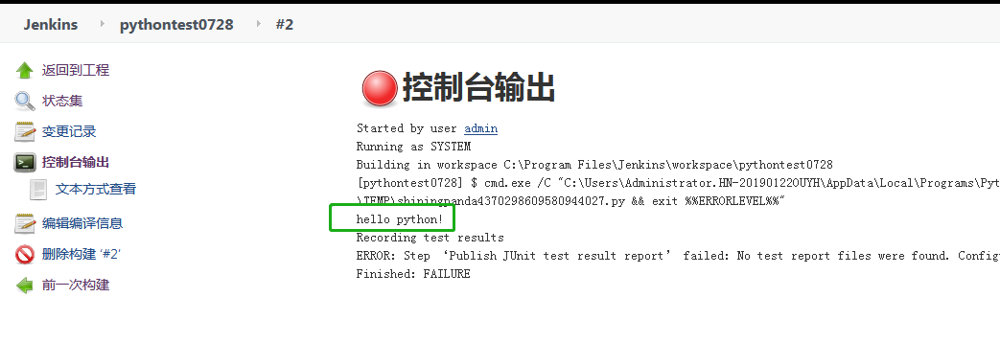 Jenkins pythontest0728 #2
返回到工程
状态集
变更记录
控制台输出
文本方式查看
编辑编译信息
删除构建 ‘#2’
前一次构建
控制台输出
Started by user admin
Running as SYSTEM
Building in workspace C:\Program Files\Jenkins\workspace\pythontest0728
[pythontest0728] $ cmd.exe /C "C:\Users\Administrator.HN-20190122OUYH\AppData\Local\Programs\Pyt
\TEMP\shiningpanda4370298609580944027.py && exit %%ERRORLEVEL%%"
hello python!
Recording test results
ERROR: Step ‘Publish JUnit test result report’ failed: No test report files were found. Config
Finished: FAILURE